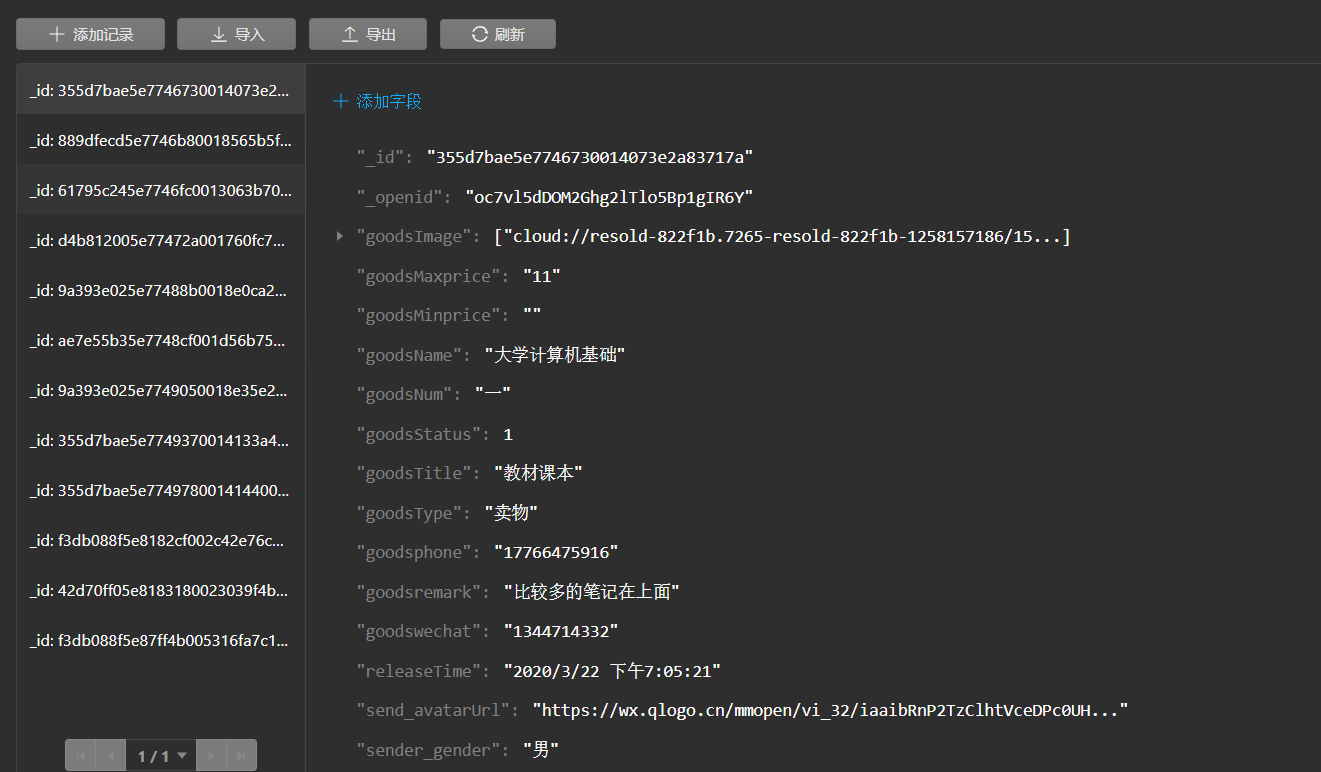 添加记录 导入 导出 刷新
_id: 355d7bae5e7746730014073e2...
_id: 889dfecd5e7746b80018565b5f...
_id: 61795c245e7746fc0013063b70...
_id: d4b812005e77472a001760fc7...
_id: 9a393e025e77488b0018e0ca2...
_id: ae7e55b35e7748cf001d56b75...
_id: 9a393e025e7749050018e35e2...
_id: 355d7bae5e7749370014133a4...
_id: 355d7bae5e774978001414400...
_id: f3db088f5e8182cf002c42e76c...
_id: 42d70ff05e8183180023039f4b...
_id: f3db088f5e87ff4b005316fa7c1...
1 / 1
添加字段
"_id": "355d7bae5e7746730014073e2a83717a"
"_openid": "oc7vl5dDOM2Ghg2lTlo5Bp1gIR6Y"
"goodsImage": ["cloud://resold-822f1b.7265-resold-822f1b-1258157186/15...]
"goodsMaxprice": "11"
"goodsMinprice": ""
"goodsName": "大学计算机基础"
"goodsNum": "一"
"goodsStatus": 1
"goodsTitle": "教材课本"
"goodsType": "卖物"
"goodsphone": "17766475916"
"goodsremark": "比较多的笔记在上面"
"goodswechat": "1344714332"
"releaseTime": "2020/3/22 下午7:05:21"
"send_avatarUrl": "https://wx.qlogo.cn/mmopen/vi_32/iaaibRnP2TzClhtVceDPc0UH..."
"sender_gender": "男"